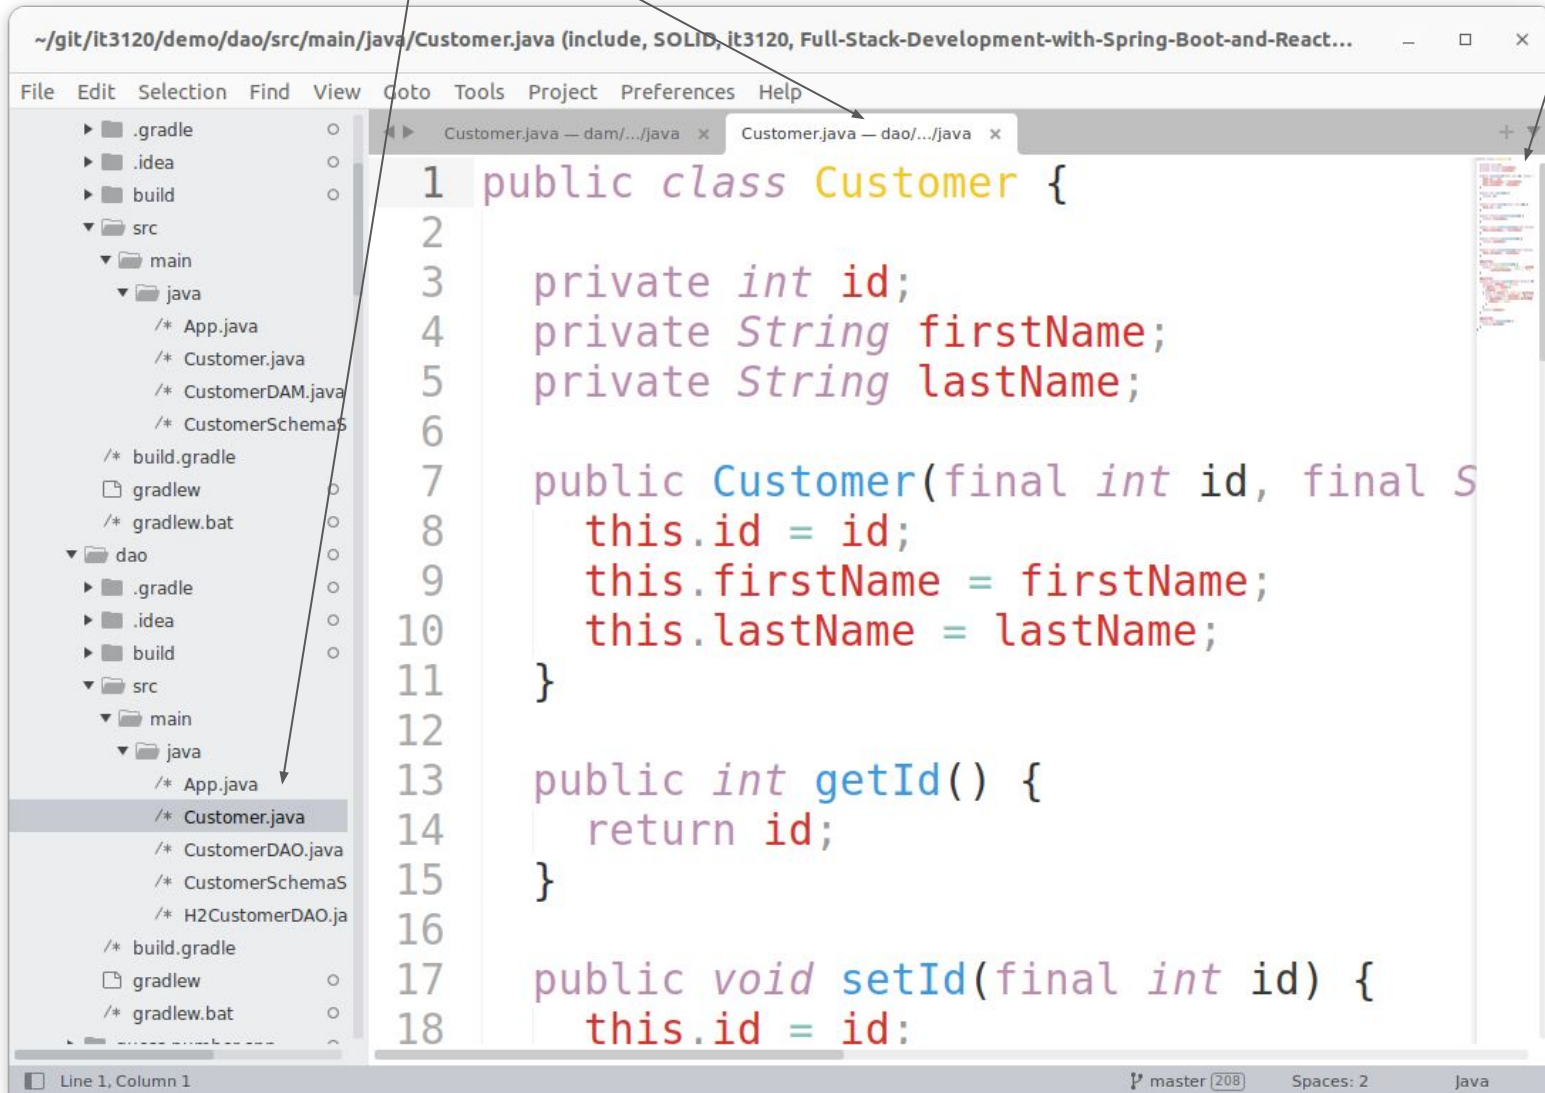 ~/git/it3120/demo/dao/src/main/java/Customer.java (include, SOLID, it3120, Full-Stack-Development-with-Spring-Boot-and-React...
File Edit Selection Find View Goto Tools Project Preferences Help
.gradle
.idea
build
src
main
java
/* App.java
/* Customer.java
/* CustomerDAM.java
/* CustomerSchemaS
/* build.gradle
gradlew
/* gradlew.bat
dao
.gradle
.idea
build
src
main
java
/* App.java
/* Customer.java
/* CustomerDAO.java
/* CustomerSchemaS
/* H2CustomerDAO.ja
/* build.gradle
gradlew
/* gradlew.bat
Customer.java — dam/.../java × Customer.java — dao/.../java ×
1 public class Customer {
2
3 private int id;
4 private String firstName;
5 private String lastName;
6
7 public Customer(final int id, final S
8 this.id = id;
9 this.firstName = firstName;
10 this.lastName = lastName;
11 }
12
13 public int getId() {
14 return id;
15 }
16
17 public void setId(final int id) {
18 this.id = id;
Line 1, Column 1 master 208 Spaces: 2 Java